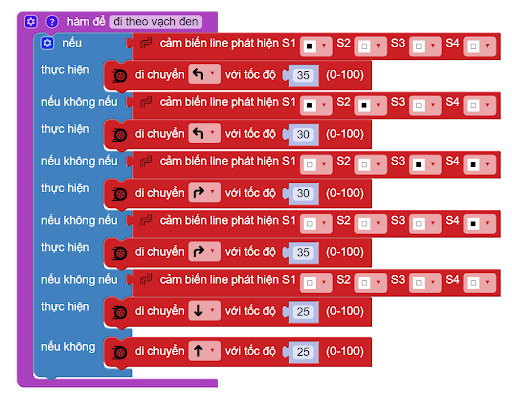 hàm để đi theo vạch đen
nếu cảm biến line phát hiện S1 S2 S3 S4
thực hiện di chuyển với tốc độ 35 (0-100)
nếu không nếu cảm biến line phát hiện S1 S2 S3 S4
thực hiện di chuyển với tốc độ 30 (0-100)
nếu không nếu cảm biến line phát hiện S1 S2 S3 S4
thực hiện di chuyển với tốc độ 30 (0-100)
nếu không nếu cảm biến line phát hiện S1 S2 S3 S4
thực hiện di chuyển với tốc độ 35 (0-100)
nếu không nếu cảm biến line phát hiện S1 S2 S3 S4
thực hiện di chuyển với tốc độ 25 (0-100)
nếu không di chuyển với tốc độ 25 (0-100)